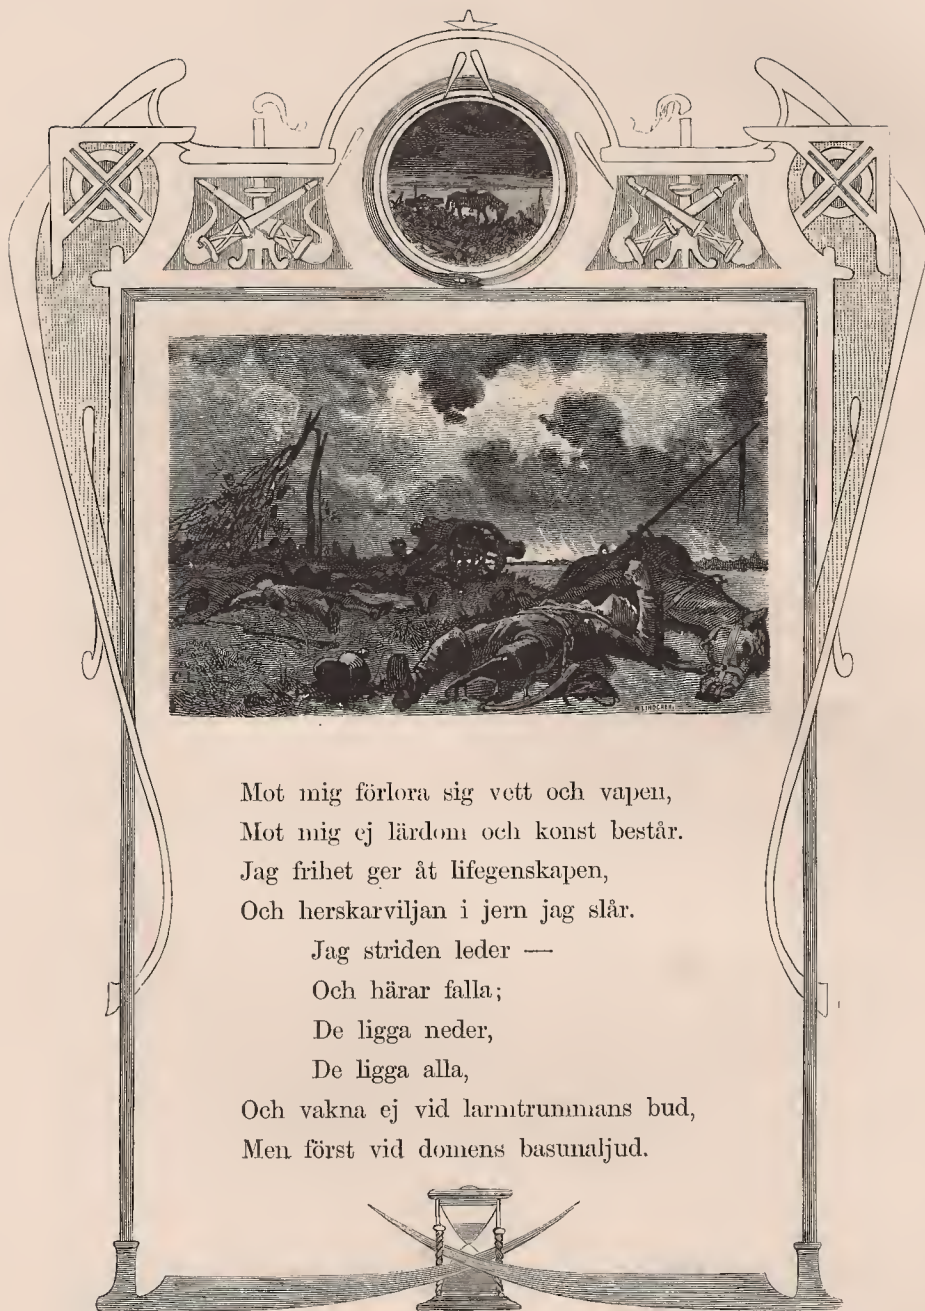 C. L.
R. LINDGREN.
Mot mig förlora sig vett och vapen,
Mot mig ej lärdom och konst består.
Jag frihet ger åt lifegenskapen,
Och herskarviljan i jern jag slår.
Jag striden leder —
Och härar falla;
De ligga neder,
De ligga alla,
Och vakna ej vid larmtrummans bud,
Men först vid domens basunaljud.